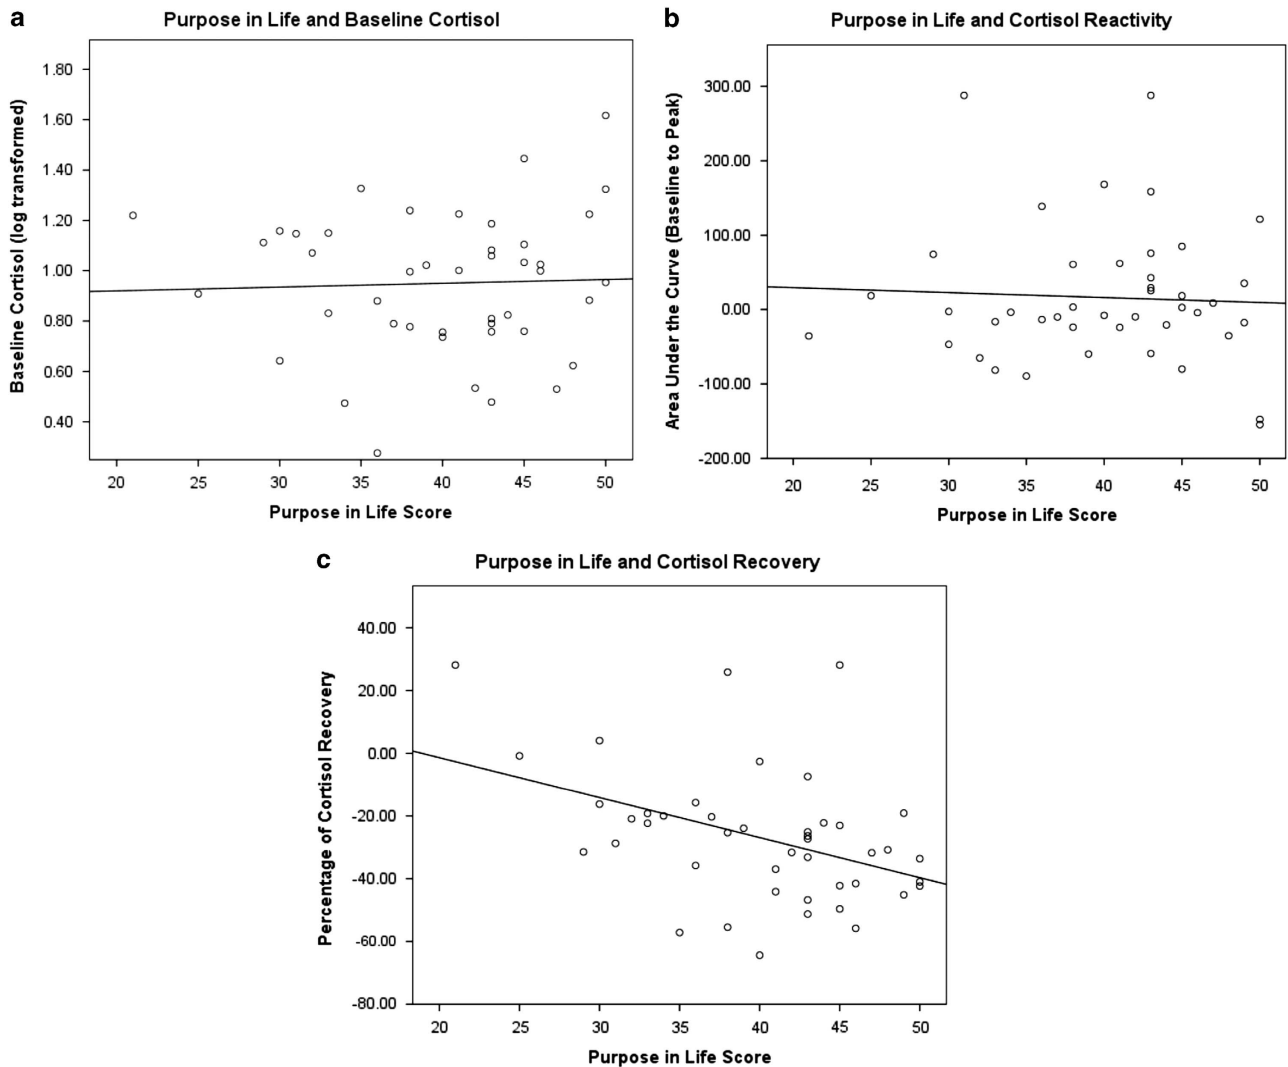 a
Purpose in Life and Baseline Cortisol
Baseline Cortisol (log transformed)
1.80
1.60
1.40
1.20
1.00
0.80
0.60
0.40
20 25 30 35 40 45 50
Purpose in Life Score
b
Purpose in Life and Cortisol Reactivity
Area Under the Curve (Baseline to Peak)
300.00
200.00
100.00
0.00
-100.00
-200.00
20 25 30 35 40 45 50
Purpose in Life Score
c
Purpose in Life and Cortisol Recovery
Percentage of Cortisol Recovery
40.00
20.00
0.00
-20.00
-40.00
-60.00
-80.00
20 25 30 35 40 45 50
Purpose in Life Score